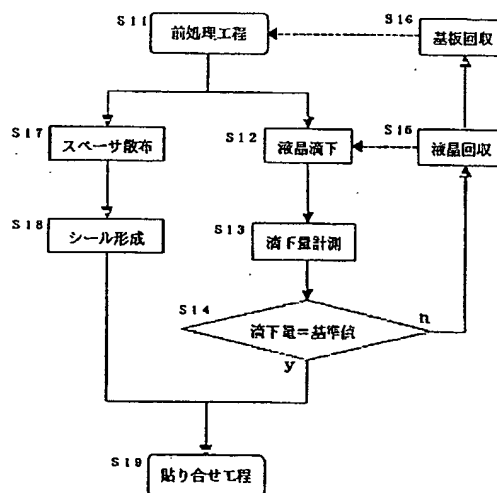 S11
前処理工程
S16
基板回収
S17
スペーサ散布
S12
液晶滴下
S15
液晶回収
S18
シール形成
S13
滴下量計測
S14
滴下量=基準値
n
y
S19
貼り合せ工程